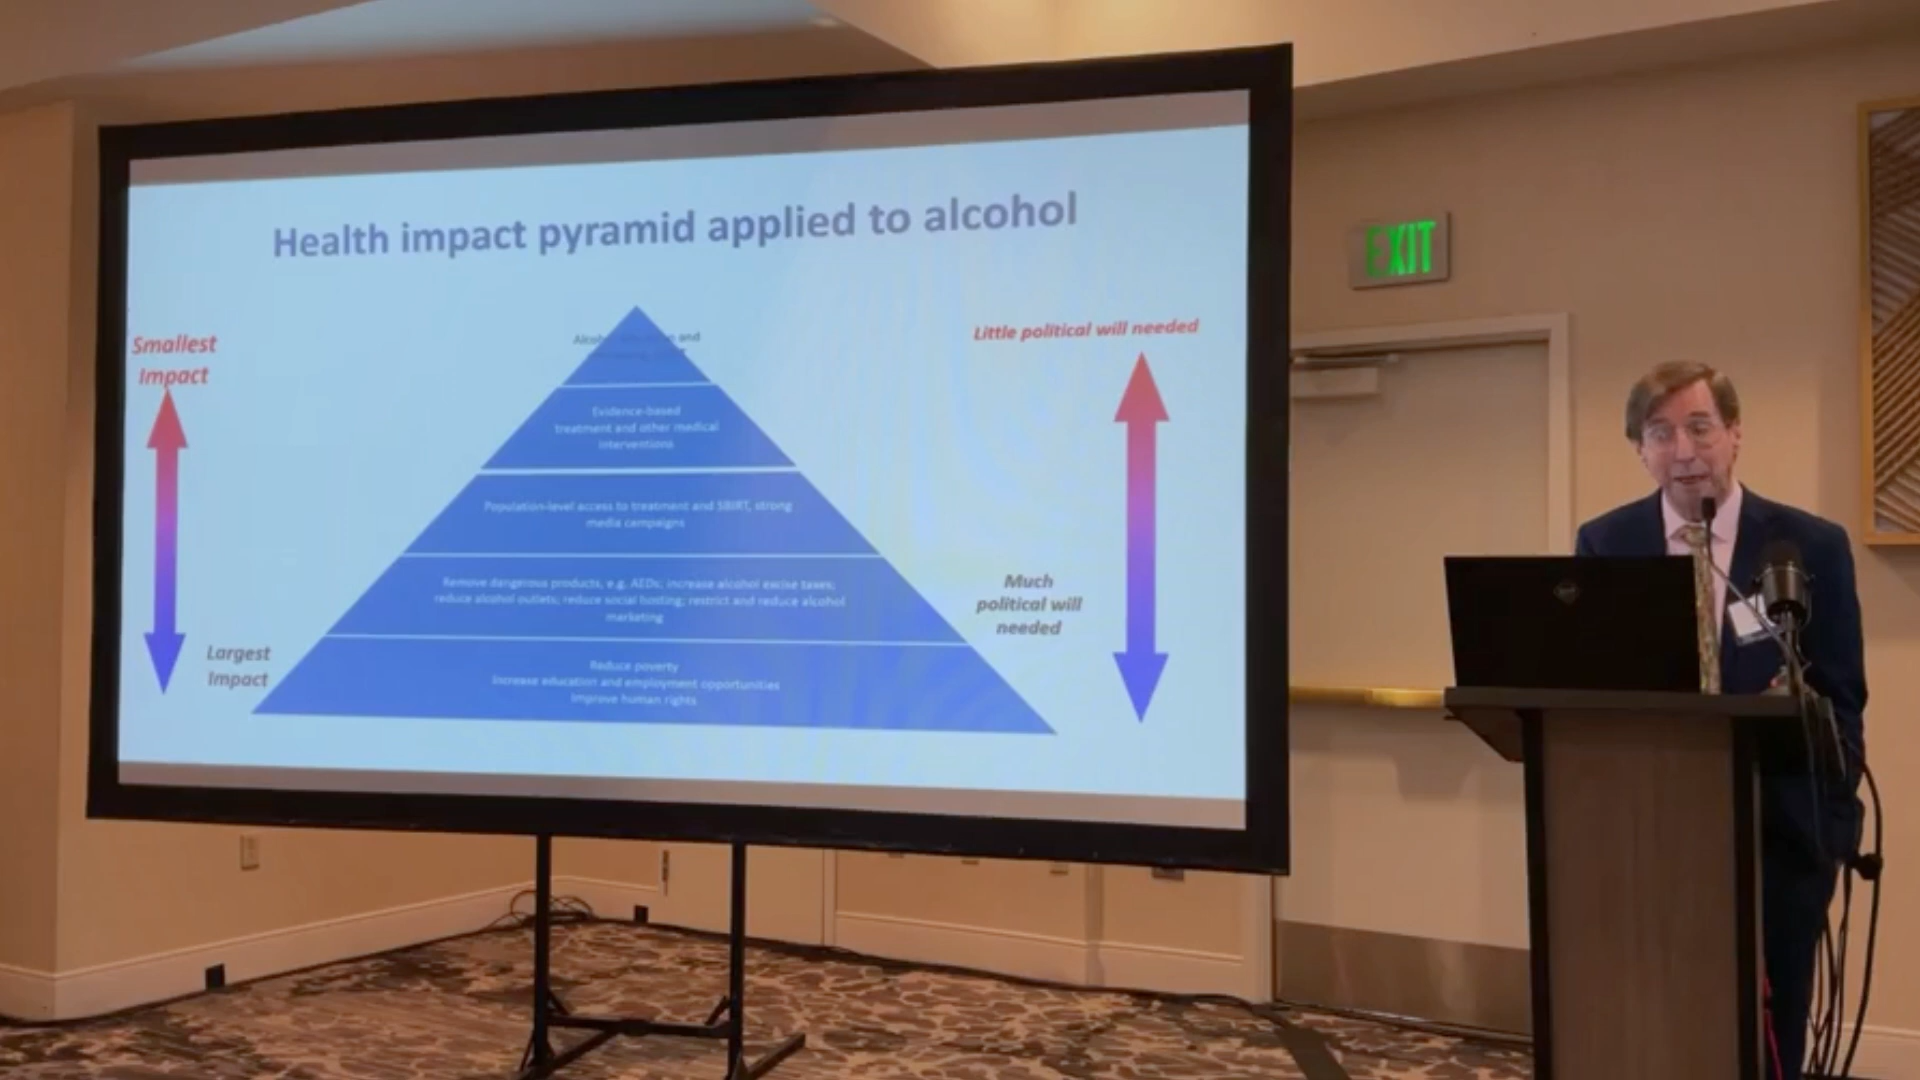 Health impact pyramid applied to alcohol
Smallest
Impact
Little political will needed
and
Evidence-based
treatment and other medical
interventions
Population-level access to treatment and SBIRT, strong
media campaigns
Remove dangerous products, e.g. AEDs; increase alcohol excise taxes;
reduce alcohol outlets; reduce social hosting; restrict and reduce alcohol
marketing
Much
political will
needed
Largest
Impact
Reduce poverty
Increase education and employment opportunities
Improve human rights
EXIT